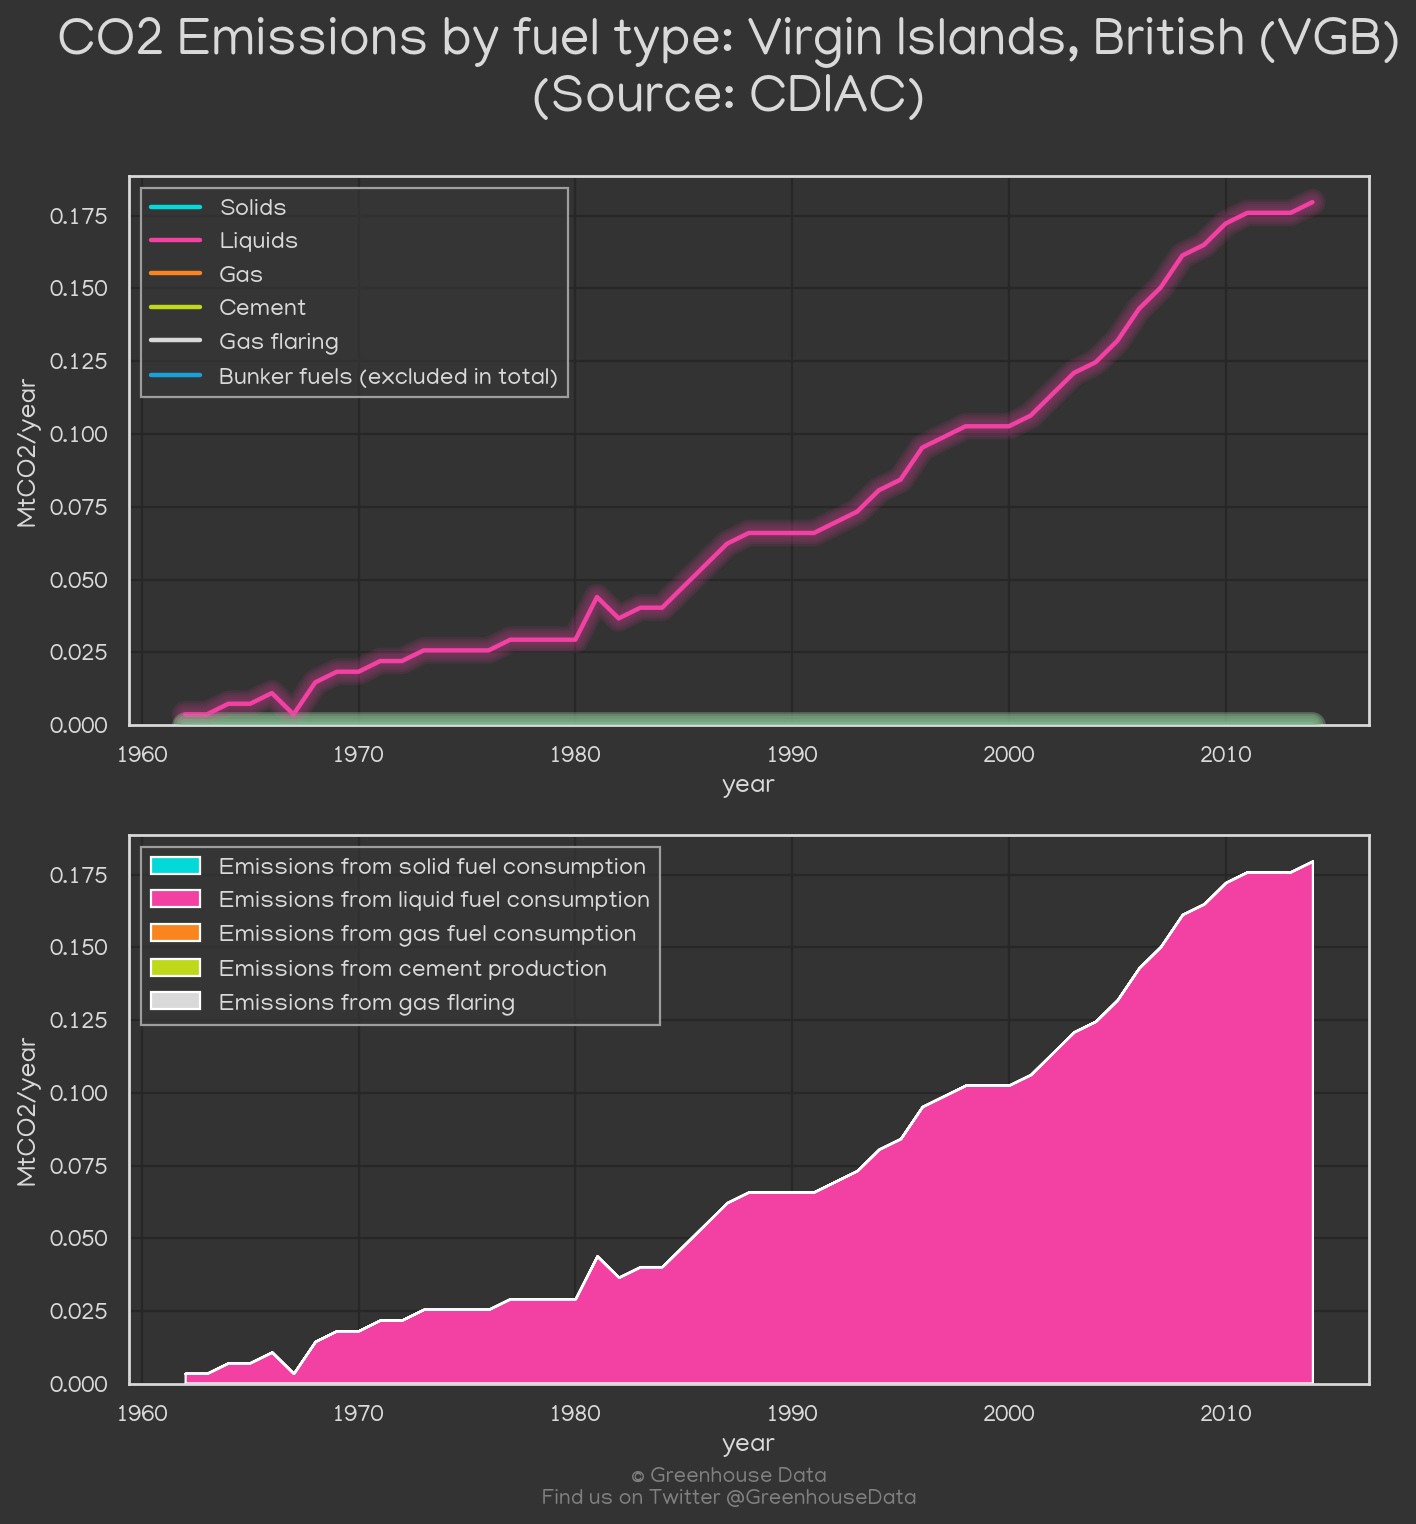 CO2 Emissions by fuel type: Virgin Islands, British (VGB)
(Source: CDIAC)
Solids
Liquids
Gas
Cement
Gas flaring
Bunker fuels (excluded in total)
MtCO2/year
0.175
0.150
0.125
0.100
0.075
0.050
0.025
0.000
1960 1970 1980 1990 2000 2010
year
Emissions from solid fuel consumption
Emissions from liquid fuel consumption
Emissions from gas fuel consumption
Emissions from cement production
Emissions from gas flaring
MtCO2/year
0.175
0.150
0.125
0.100
0.075
0.050
0.025
0.000
1960 1970 1980 1990 2000 2010
year
© Greenhouse Data
Find us on Twitter @GreenhouseData